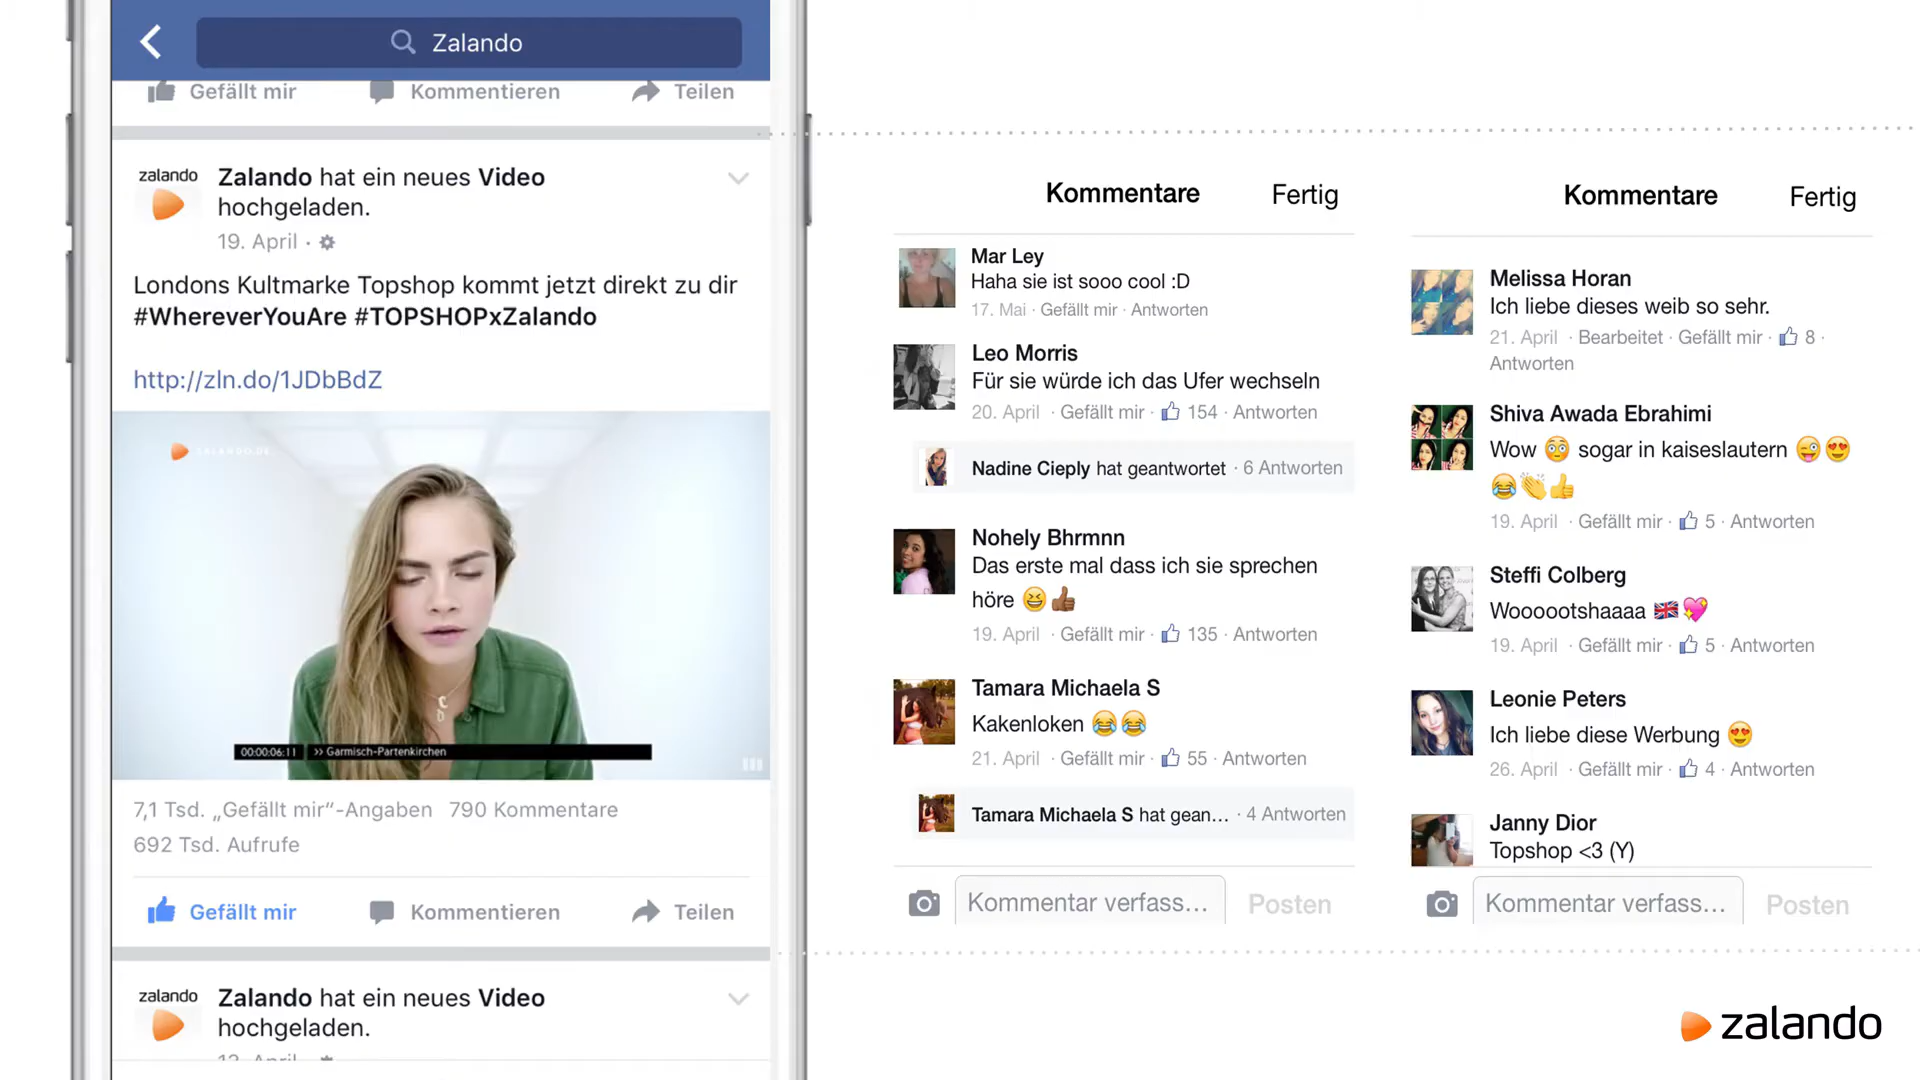 Zalando
Gefällt mir
Kommentieren
Teilen
zalando
Zalando hat ein neues Video
hochgeladen.
19. April ·
Londons Kultmarke Topshop kommt jetzt direkt zu dir
#WhereverYouAre #TOPSHOPxZalando
http://zln.do/1JDbBdZ
ZALANDO.DE
C
D
00:00:06:11
>> Garmisch-Partenkirchen
7,1 Tsd. „Gefällt mir“-Angaben 790 Kommentare
692 Tsd. Aufrufe
Gefällt mir
Kommentieren
Teilen
zalando
Zalando hat ein neues Video
hochgeladen.
Kommentare
Fertig
Mar Ley
Haha sie ist sooo cool :D
17. Mai · Gefällt mir · Antworten
Leo Morris
Für sie würde ich das Ufer wechseln
20. April · Gefällt mir · 154 · Antworten
Nadine Cieply hat geantwortet · 6 Antworten
Nohely Bhrmnn
Das erste mal dass ich sie sprechen
höre 😆👍🏾
19. April · Gefällt mir · 135 · Antworten
Tamara Michaela S
Kakenloken 😂😂
21. April · Gefällt mir · 55 · Antworten
Tamara Michaela S hat gean... · 4 Antworten
Kommentar verfass...
Posten
Kommentare
Fertig
Melissa Horan
Ich liebe dieses weib so sehr.
21. April · Bearbeitet · Gefällt mir · 8 ·
Antworten
Shiva Awada Ebrahimi
Wow 😳 sogar in kaiseslautern 😜😍
😂👏👍
19. April · Gefällt mir · 5 · Antworten
Steffi Colberg
Woooootshaaaa 🇬🇧💖
19. April · Gefällt mir · 5 · Antworten
Leonie Peters
Ich liebe diese Werbung 😍
26. April · Gefällt mir · 4 · Antworten
Janny Dior
Topshop <3 (Y)
Kommentar verfass...
Posten
zalando